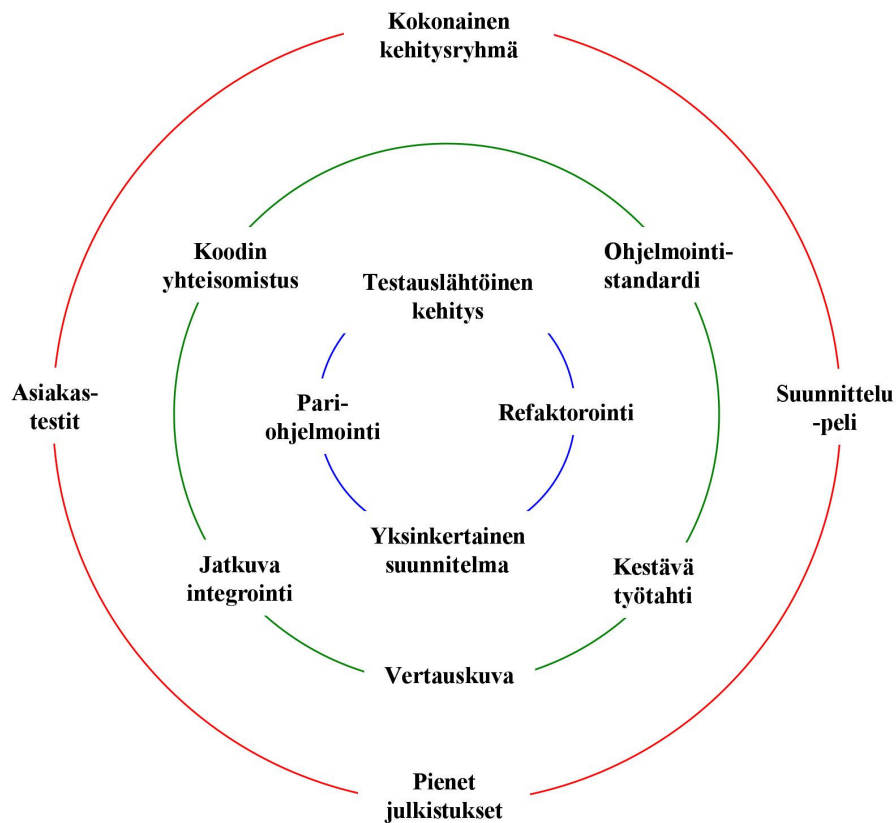 Kokonainen
kehitysryhmä
Koodin
yhteisomistus
Ohjelmointi-
standardi
Testauslähtöinen
kehitys
Asiakas-
testit
Pari-
ohjelmointi
Refaktorointi
Suunnittelu
-peli
Yksinkertainen
suunnitelma
Jatkuva
integrointi
Kestävä
työtahti
Vertauskuva
Pienet
julkistukset